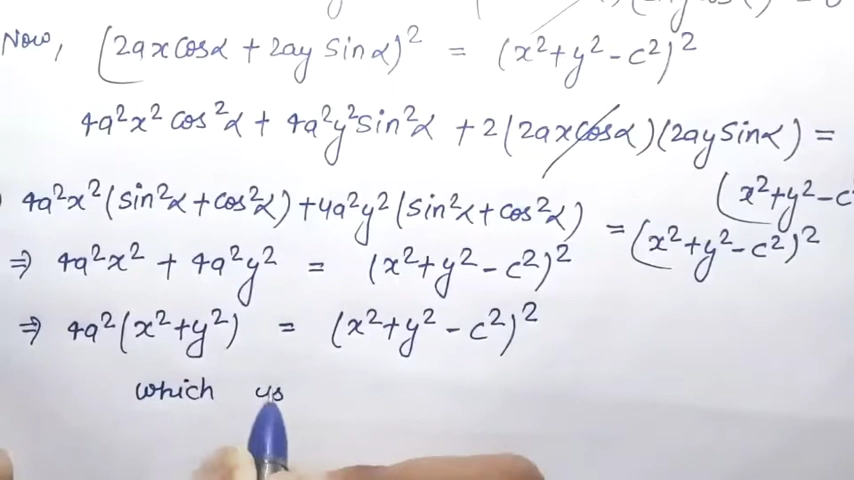 Now, (2ax cosα + 2ay sinα)² = (x²+y²-c²)²
4a²x² cos²α + 4a²y² sin²α + 2(2ax cosα)(2ay sinα) =
(x²+y²-c
4a²x²(sin²α+cos²α)+4a²y²(sin²α+cos²α) = (x²+y²-c²)²
⇒ 4a²x² + 4a²y² = (x²+y²-c²)²
⇒ 4a²(x²+y²) = (x²+y²-c²)²
which is